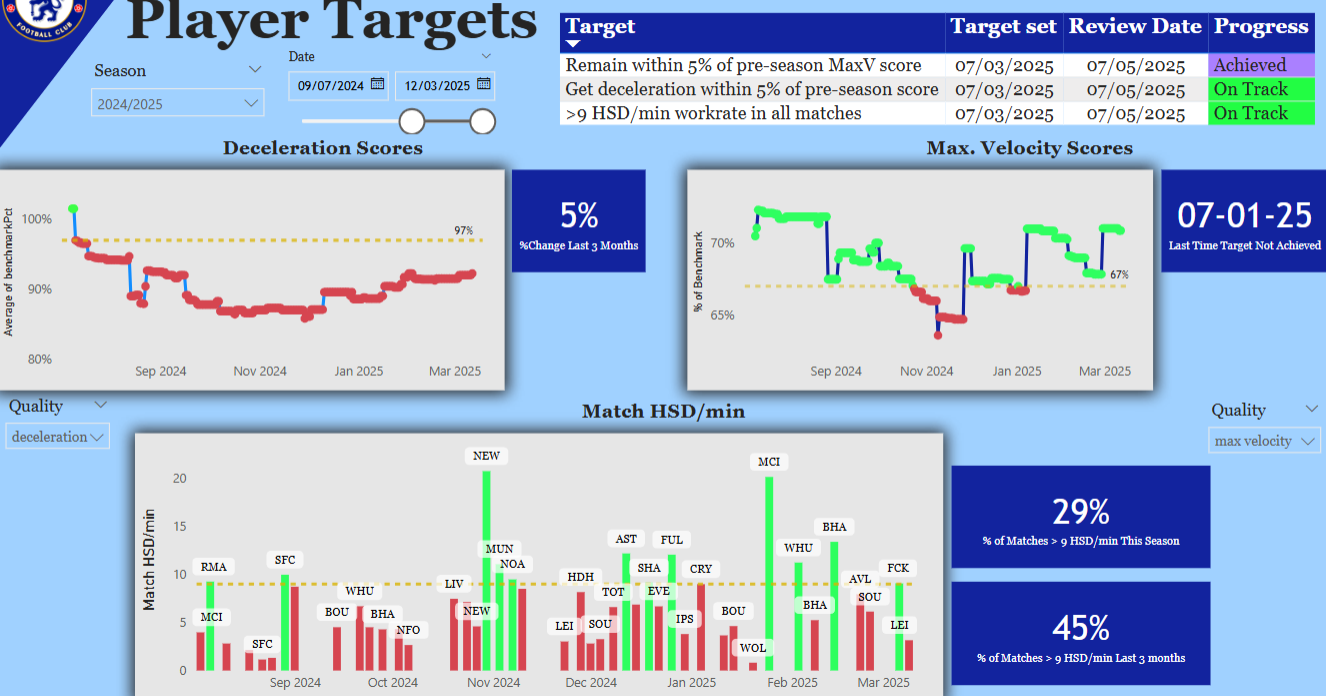 FOOTBALL CLUB
Player Targets
Season
2024/2025
Date
09/07/2024 12/03/2025
Target Target set Review Date Progress
Remain within 5% of pre-season MaxV score 07/03/2025 07/05/2025 Achieved
Get deceleration within 5% of pre-season score 07/03/2025 07/05/2025 On Track
>9 HSD/min workrate in all matches 07/03/2025 07/05/2025 On Track
Deceleration Scores
Average of BenchmarkPct
100%
90%
80%
97%
Sep 2024 Nov 2024 Jan 2025 Mar 2025
5%
%Change Last 3 Months
Max. Velocity Scores
% of Benchmark
70%
65%
67%
Sep 2024 Nov 2024 Jan 2025 Mar 2025
07-01-25
Last Time Target Not Achieved
Quality
deceleration
Match HSD/min
Quality
max velocity
Match HSD/min
20
15
10
5
0
NEW
MCI
BHA
AST FUL
MUN WHU
SFC NOA
RMA HDH SHA CRY FCK
LIV AVL
WHU TOT EVE SOU
BOU NEW BOU BHA
MCI BHA IPS
NFO LEI SOU LEI
SFC WOL
Sep 2024 Oct 2024 Nov 2024 Dec 2024 Jan 2025 Feb 2025 Mar 2025
29%
% of Matches > 9 HSD/min This Season
45%
% of Matches > 9 HSD/min Last 3 months